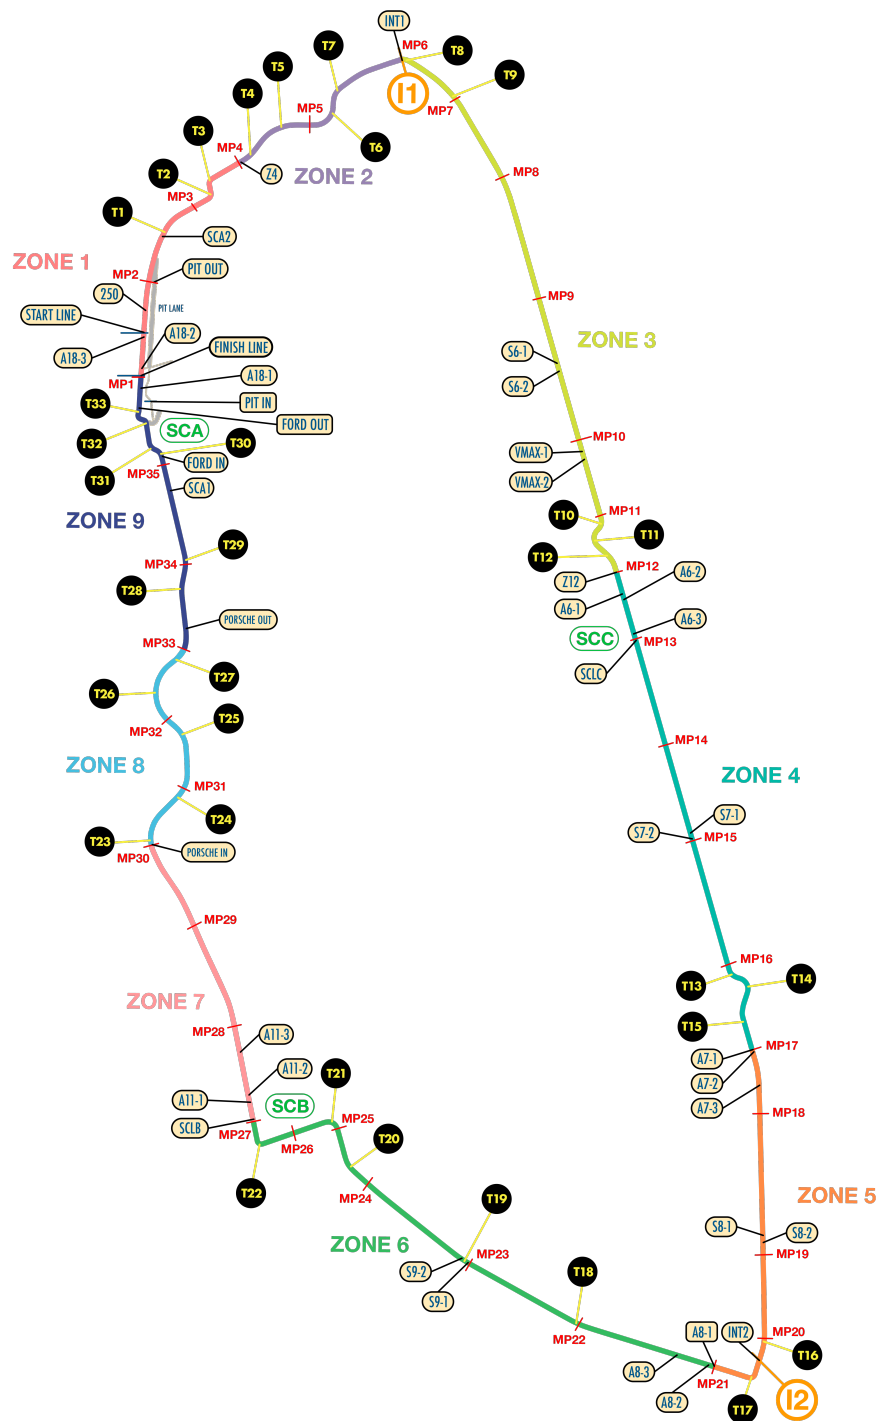 INT1
MP6
T8
T7
I1
T5
T9
T4
MP5
MP7
T3
T6
MP4
Z4
ZONE 2
T2
MP8
MP3
T1
SCA2
ZONE 1
PIT OUT
MP2
250
MP9
PIT LANE
START LINE
A18-2
ZONE 3
FINISH LINE
A18-3
S6-1
A18-1
MP1
S6-2
PIT IN
T33
FORD OUT
SCA
T32
T30
MP10
VMAX-1
FORD IN
MP35
T31
VMAX-2
SCA1
T10
MP11
ZONE 9
T11
T29
T12
MP34
MP12
A6-2
Z12
T28
A6-1
PORSCHE OUT
A6-3
SCC
MP13
MP33
SCLC
T27
T26
T25
MP32
MP14
ZONE 8
ZONE 4
MP31
S7-1
T24
S7-2
MP15
T23
MP30
PORSCHE IN
MP29
MP16
T13
T14
ZONE 7
T15
MP28
A11-3
MP17
A7-1
A11-2
T21
A7-2
A11-1
SCB
A7-3
MP18
SCLB
MP27
MP25
T20
MP26
T22
MP24
T19
ZONE 5
S8-1
S8-2
ZONE 6
MP23
MP19
S9-2
T18
S9-1
A8-1
INT2
MP20
MP22
T16
A8-3
MP21
A8-2
I2
T17